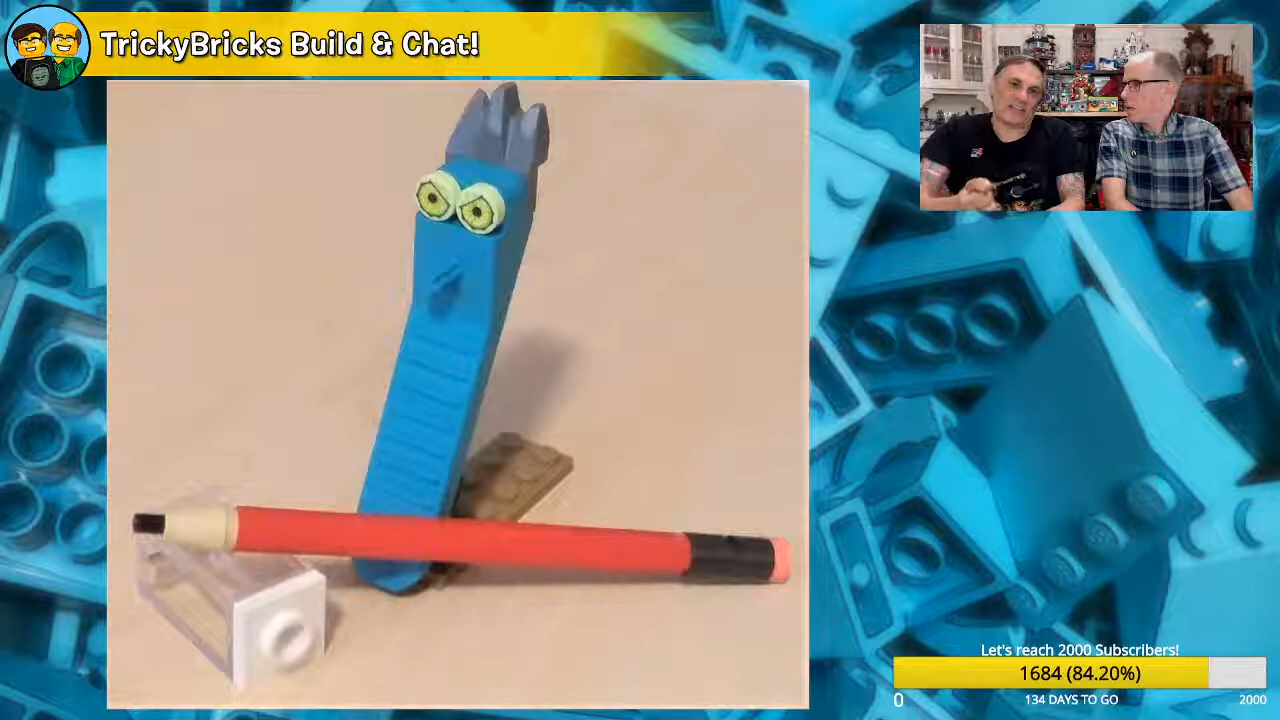 TrickyBricks Build & Chat!
Let's reach 2000 Subscribers!
1684 (84.20%)
0 134 DAYS TO GO 2000